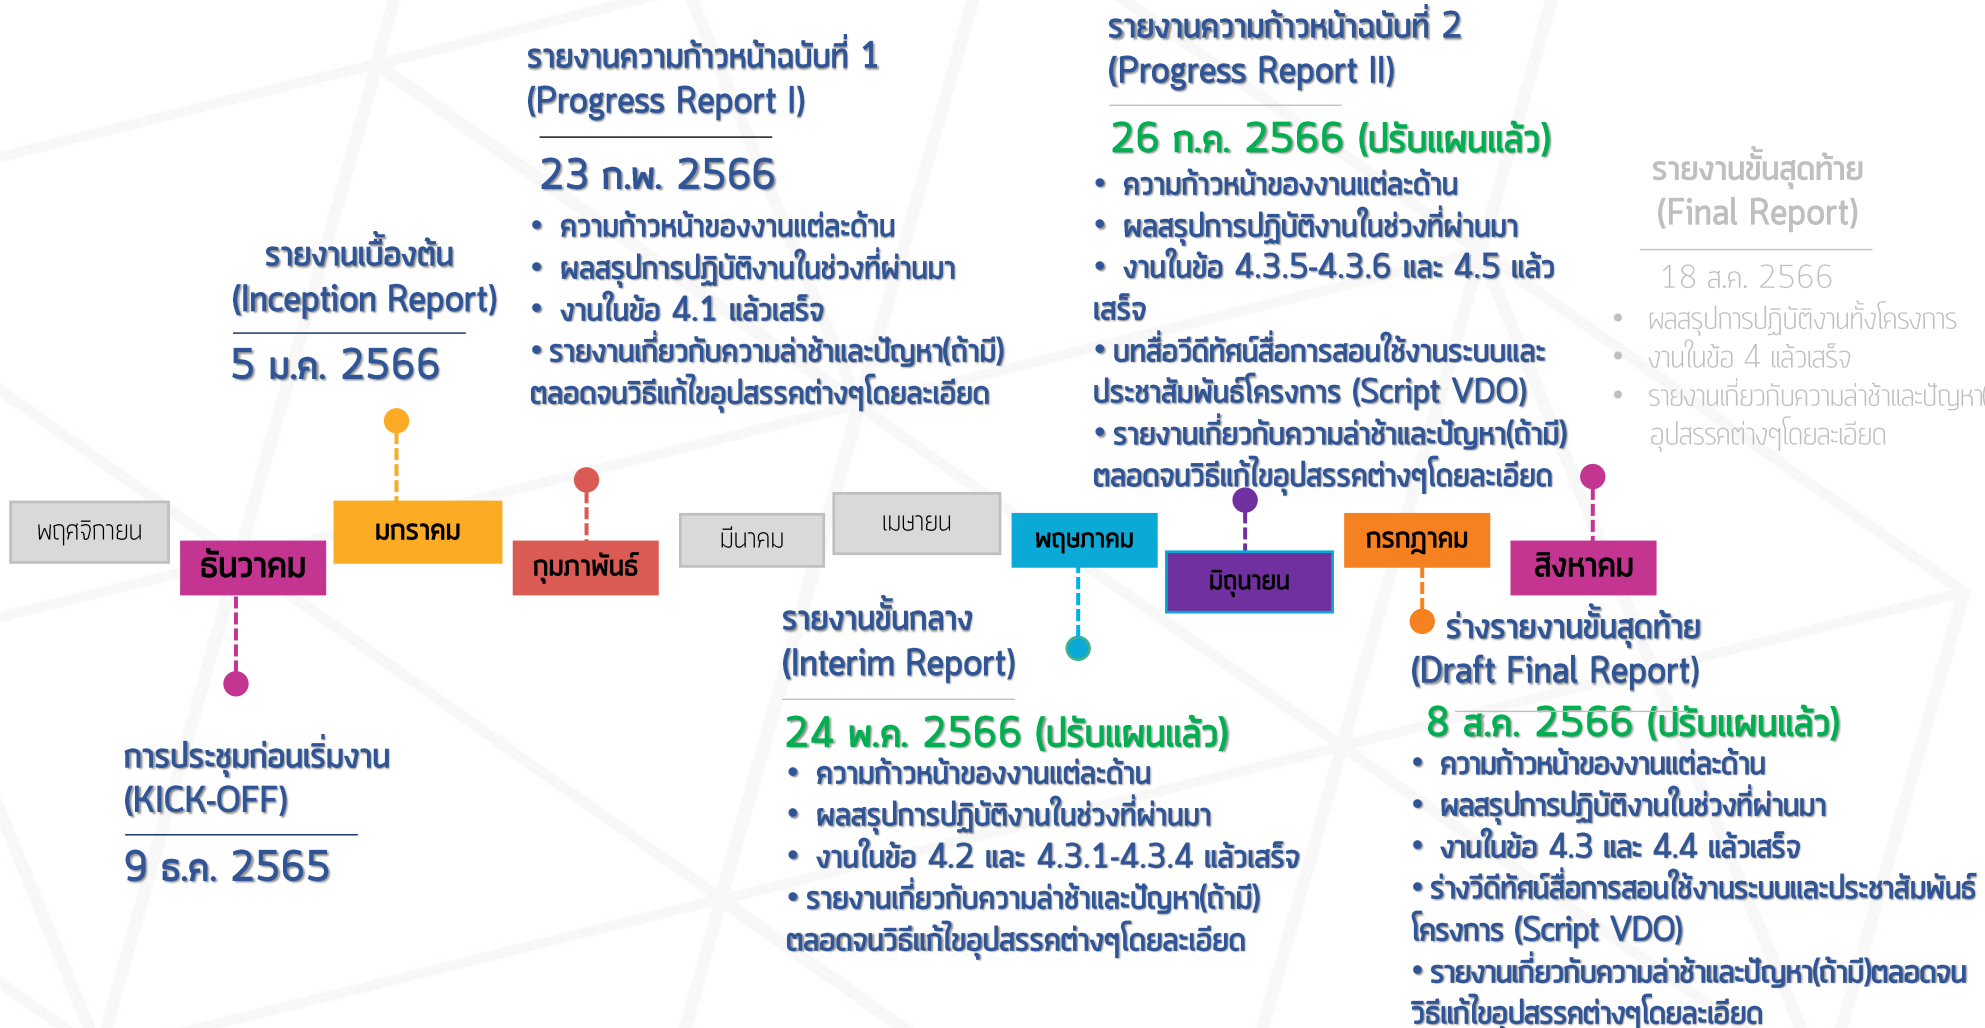 รายงานความก้าวหน้าฉบับที่ 1
(Progress Report I)
23 ก.พ. 2566
• ความก้าวหน้าของงานแต่ละด้าน
• ผลสรุปการปฏิบัติงานในช่วงที่ผ่านมา
• งานในข้อ 4.1 แล้วเสร็จ
• รายงานเกี่ยวกับความล่าช้าและปัญหา(ถ้ามี)
ตลอดจนวิธีแก้ไขอุปสรรคต่างๆโดยละเอียด
รายงานความก้าวหน้าฉบับที่ 2
(Progress Report II)
26 ก.ค. 2566 (ปรับแผนแล้ว)
• ความก้าวหน้าของงานแต่ละด้าน
• ผลสรุปการปฏิบัติงานในช่วงที่ผ่านมา
• งานในข้อ 4.3.5-4.3.6 และ 4.5 แล้ว
เสร็จ
• บทสื่อวีดีทัศน์สื่อการสอนใช้งานระบบและ
ประชาสัมพันธ์โครงการ (Script VDO)
• รายงานเกี่ยวกับความล่าช้าและปัญหา(ถ้ามี)
ตลอดจนวิธีแก้ไขอุปสรรคต่างๆโดยละเอียด
รายงานขั้นสุดท้าย
(Final Report)
18 ส.ค. 2566
• ผลสรุปการปฏิบัติงานทั้งโครงการ
• งานในข้อ 4 แล้วเสร็จ
• รายงานเกี่ยวกับความล่าช้าและปัญหา(
อุปสรรคต่างๆโดยละเอียด
รายงานเบื้องต้น
(Inception Report)
5 ม.ค. 2566
พฤศจิกายน
ธันวาคม
มกราคม
กุมภาพันธ์
มีนาคม
เมษายน
พฤษภาคม
มิถุนายน
กรกฎาคม
สิงหาคม
การประชุมก่อนเริ่มงาน
(KICK-OFF)
9 ธ.ค. 2565
รายงานขั้นกลาง
(Interim Report)
24 พ.ค. 2566 (ปรับแผนแล้ว)
• ความก้าวหน้าของงานแต่ละด้าน
• ผลสรุปการปฏิบัติงานในช่วงที่ผ่านมา
• งานในข้อ 4.2 และ 4.3.1-4.3.4 แล้วเสร็จ
• รายงานเกี่ยวกับความล่าช้าและปัญหา(ถ้ามี)
ตลอดจนวิธีแก้ไขอุปสรรคต่างๆโดยละเอียด
ร่างรายงานขั้นสุดท้าย
(Draft Final Report)
8 ส.ค. 2566 (ปรับแผนแล้ว)
• ความก้าวหน้าของงานแต่ละด้าน
• ผลสรุปการปฏิบัติงานในช่วงที่ผ่านมา
• งานในข้อ 4.3 และ 4.4 แล้วเสร็จ
• ร่างวีดีทัศน์สื่อการสอนใช้งานระบบและประชาสัมพันธ์
โครงการ (Script VDO)
• รายงานเกี่ยวกับความล่าช้าและปัญหา(ถ้ามี)ตลอดจน
วิธีแก้ไขอุปสรรคต่างๆโดยละเอียด